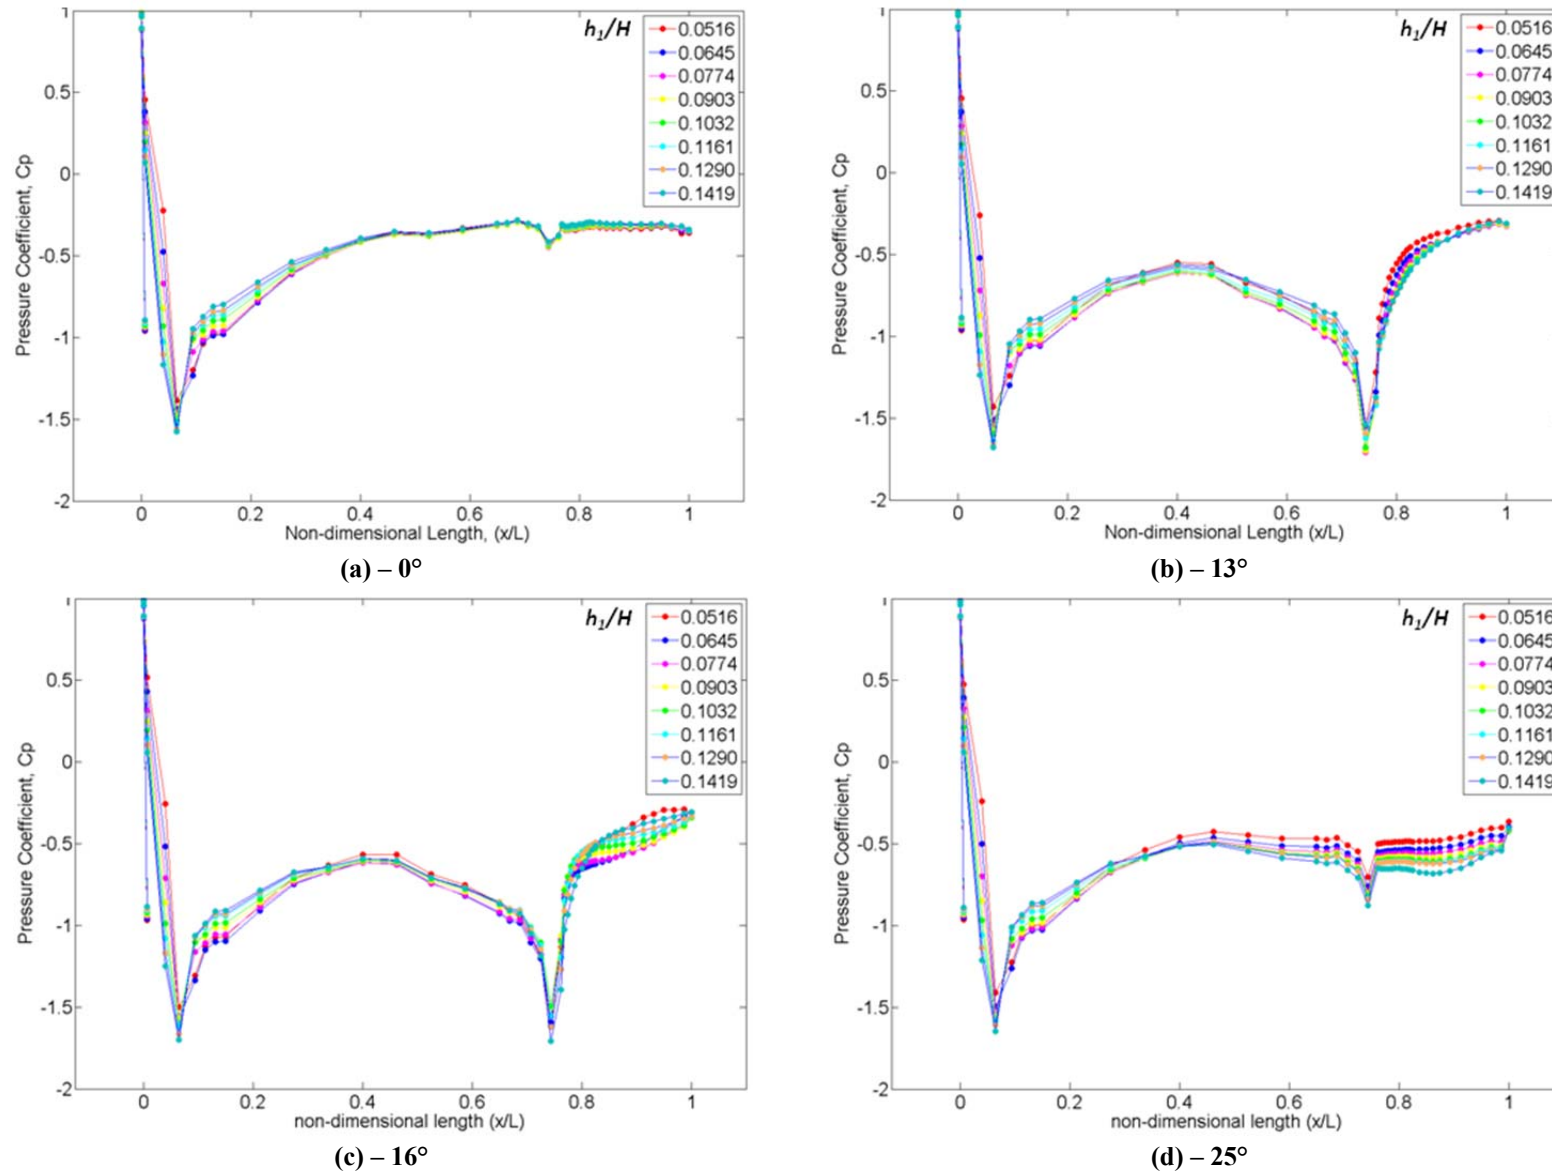 h₁/H
0.0516
0.0645
0.0774
0.0903
0.1032
0.1161
0.1290
0.1419
Pressure Coefficient, Cp
1
0.5
0
-0.5
-1
-1.5
-2
0 0.2 0.4 0.6 0.8 1
Non-dimensional Length, (x/L)
(a) – 0°
h₁/H
0.0516
0.0645
0.0774
0.0903
0.1032
0.1161
0.1290
0.1419
Pressure Coefficient, Cp
1
0.5
0
-0.5
-1
-1.5
-2
0 0.2 0.4 0.6 0.8 1
Non-dimensional Length (x/L)
(b) – 13°
h₁/H
0.0516
0.0645
0.0774
0.0903
0.1032
0.1161
0.1290
0.1419
Pressure Coefficient, Cp
0.5
0
-0.5
-1
-1.5
-2
0 0.2 0.4 0.6 0.8 1
non-dimensional length (x/L)
(c) – 16°
h₁/H
0.0516
0.0645
0.0774
0.0903
0.1032
0.1161
0.1290
0.1419
Pressure Coefficient, Cp
0.5
0
-0.5
-1
-1.5
-2
0 0.2 0.4 0.6 0.8 1
non-dimensional length (x/L)
(d) – 25°